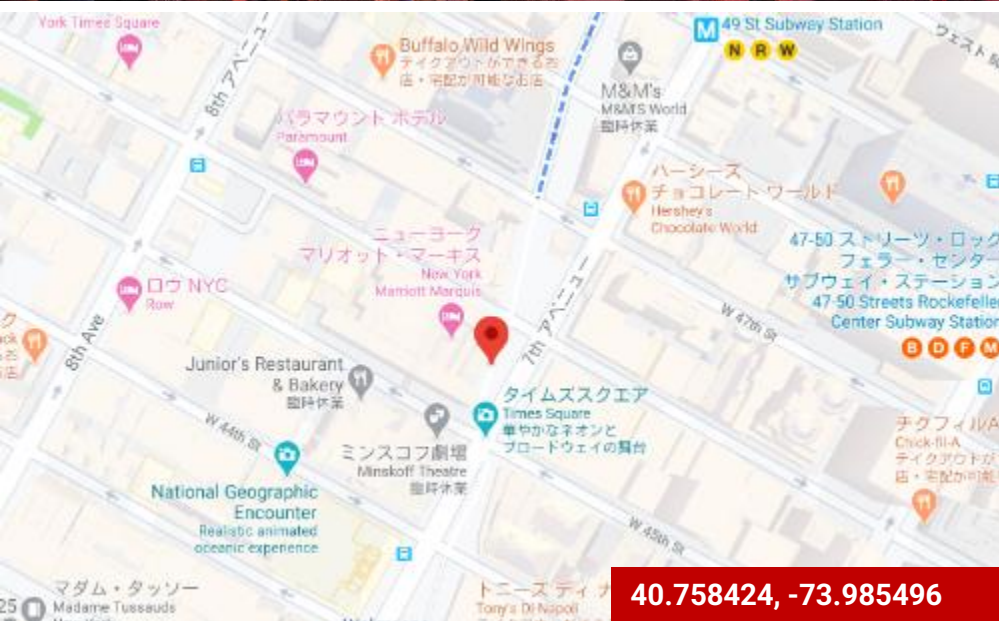 York Times Square
8th アベニュー
Buffalo Wild Wings
テイクアウトができるお
店・宅配が可能なお店
M 49 St Subway Station
N R W
ウェスト
M&M's
M&M'S World
臨時休業
パラマウント ホテル
Paramount
ハーシーズ
チョコレート ワールド
Hershey's
Chocolate World
ニューヨーク
マリオット・マーキス
New York
Marriott Marquis
47-50 ストリーツ・ロック
フェラー・センター
サブウェイ・ステーション
47-50 Streets Rockefeller
Center Subway Station
B D F M
ロウ NYC
Row
8th Ave
7th アベニュー
W 47th St
Junior's Restaurant
& Bakery
臨時休業
タイムズスクエア
Times Square
華やかなネオンと
ブロードウェイの舞台
W 44th St
ミンスコフ劇場
Minskoff Theatre
臨時休業
チクフィルA
Chick-fil-A
テイクアウトが
店・宅配が可能
National Geographic
Encounter
Realistic animated
oceanic experience
W 45th St
マダム・タッソー
Madame Tussauds
25
トニーズ ディ ナ
Tony's Di Napoli
40.758424, -73.985496